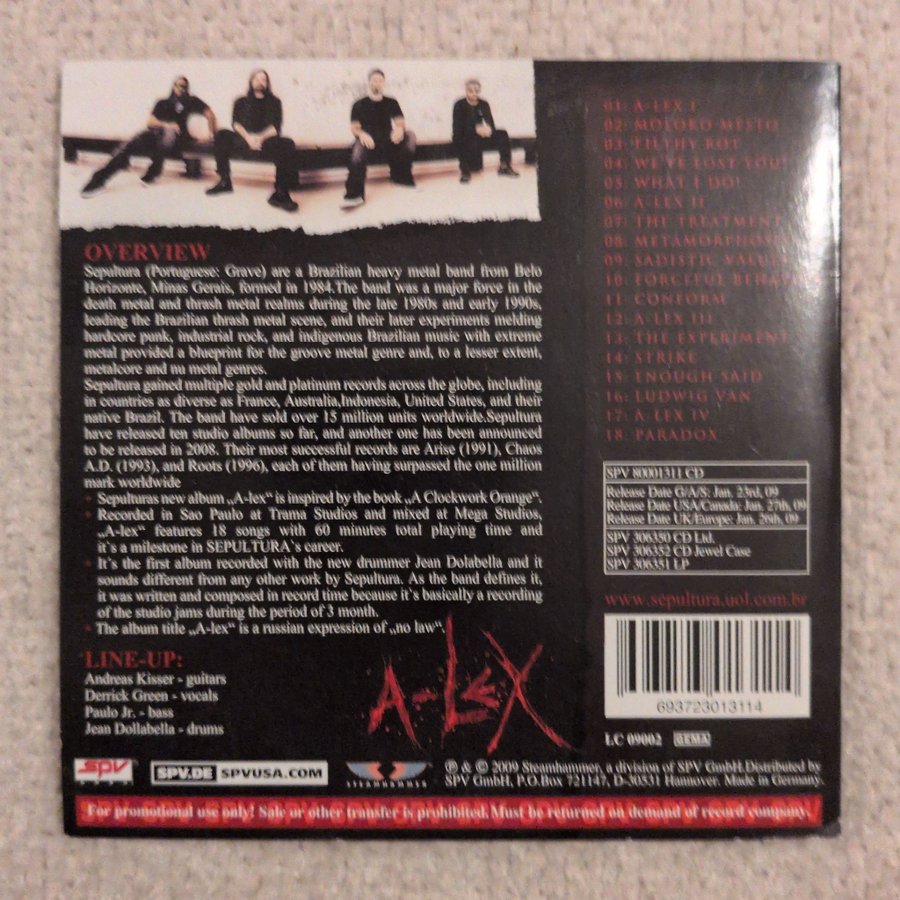 OVERVIEW
Sepultura (Portuguese: Grave) are a Brazilian heavy metal band from Belo
Horizonte, Minas Gerais, formed in 1984.The band was a major force in the
death metal and thrash metal realms during the late 1980s and early 1990s,
leading the Brazilian thrash metal scene, and their later experiments melding
hardcore punk, industrial rock, and indigenous Brazilian music with extreme
metal provided a blueprint for the groove metal genre and, to a lesser extent,
metalcore and nu metal genres.
Sepultura gained multiple gold and platinum records across the globe, including
in countries as diverse as France, Australia,Indonesia, United States, and their
native Brazil. The band have sold over 15 million units worldwide.Sepultura
have released ten studio albums so far, and another one has been announced
to be released in 2008. Their most successful records are Arise (1991), Chaos
A.D. (1993), and Roots (1996), each of them having surpassed the one million
mark worldwide
• Sepulturas new album „A-lex“ is inspired by the book „A Clockwork Orange“.
• Recorded in Sao Paulo at Trama Studios and mixed at Mega Studios,
„A-lex“ features 18 songs with 60 minutes total playing time and
it's a milestone in SEPULTURA's career.
• It's the first album recorded with the new drummer Jean Dolabella and it
sounds different from any other work by Sepultura. As the band defines it,
it was written and composed in record time because it's basically a recording
of the studio jams during the period of 3 month.
• The album title „A-lex“ is a russian expression of „no law“.
LINE-UP:
Andreas Kisser - guitars
Derrick Green - vocals
Paulo Jr. - bass
Jean Dollabella - drums
A-LEX
01: A-LEX I
02: MOLOKO MESTO
03: FILTHY ROT
04: WE'VE LOST YOU!
05: WHAT I DO!
06: A-LEX II
07: THE TREATMENT
08: METAMORPHOSIS
09: SADISTIC VALUES
10: FORCEFUL BEHAV
11: CONFORM
12: A-LEX III
13: THE EXPERIMENT
14: STRIKE
15: ENOUGH SAID
16: LUDWIG VAN
17: A-LEX IV
18: PARADOX
SPV 80001311 CD
Release Date G/A/S: Jan. 23rd, 09
Release Date USA/Canada: Jan. 27th, 09
Release Date UK/Europe: Jan. 26th, 09
SPV 306350 CD Ltd.
SPV 306352 CD Jewel Case
SPV 306351 LP
www.sepultura.uol.com.br
693723013114
LC 09002 GEMA
SPV
SPV.DE SPVUSA.COM
STEAMHAMMER
℗ & © 2009 Steamhammer, a division of SPV GmbH.Distributed by
SPV GmbH, P.O.Box 721147, D-30531 Hannover. Made in Germany.
For promotional use only! Sale or other transfer is prohibited. Must be returned on demand of record company.